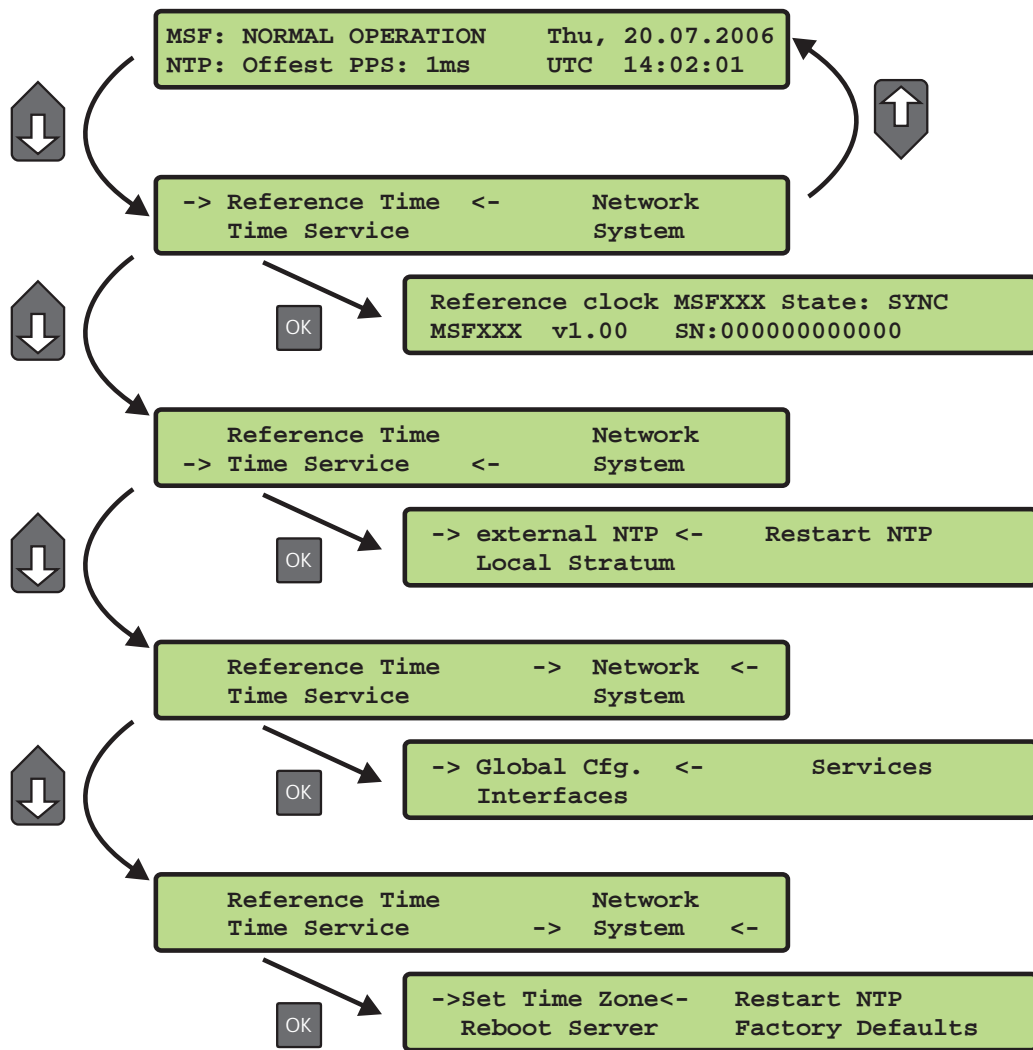 MSF: NORMAL OPERATION Thu, 20.07.2006
NTP: Offest PPS: 1ms UTC 14:02:01
-> Reference Time <- Network
Time Service System
OK
Reference clock MSFXXX State: SYNC
MSFXXX v1.00 SN:000000000000
Reference Time Network
-> Time Service <- System
OK
-> external NTP <- Restart NTP
Local Stratum
Reference Time -> Network <-
Time Service System
OK
-> Global Cfg. <- Services
Interfaces
Reference Time Network
Time Service -> System <-
OK
->Set Time Zone<- Restart NTP
Reboot Server Factory Defaults